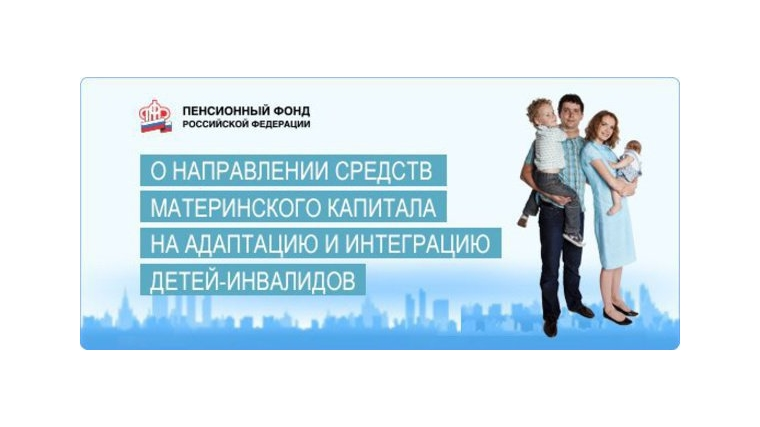 ПЕНСИОННЫЙ ФОНД
РОССИЙСКОЙ ФЕДЕРАЦИИ
О НАПРАВЛЕНИИ СРЕДСТВ
МАТЕРИНСКОГО КАПИТАЛА
НА АДАПТАЦИЮ И ИНТЕГРАЦИЮ
ДЕТЕЙ-ИНВАЛИДОВ